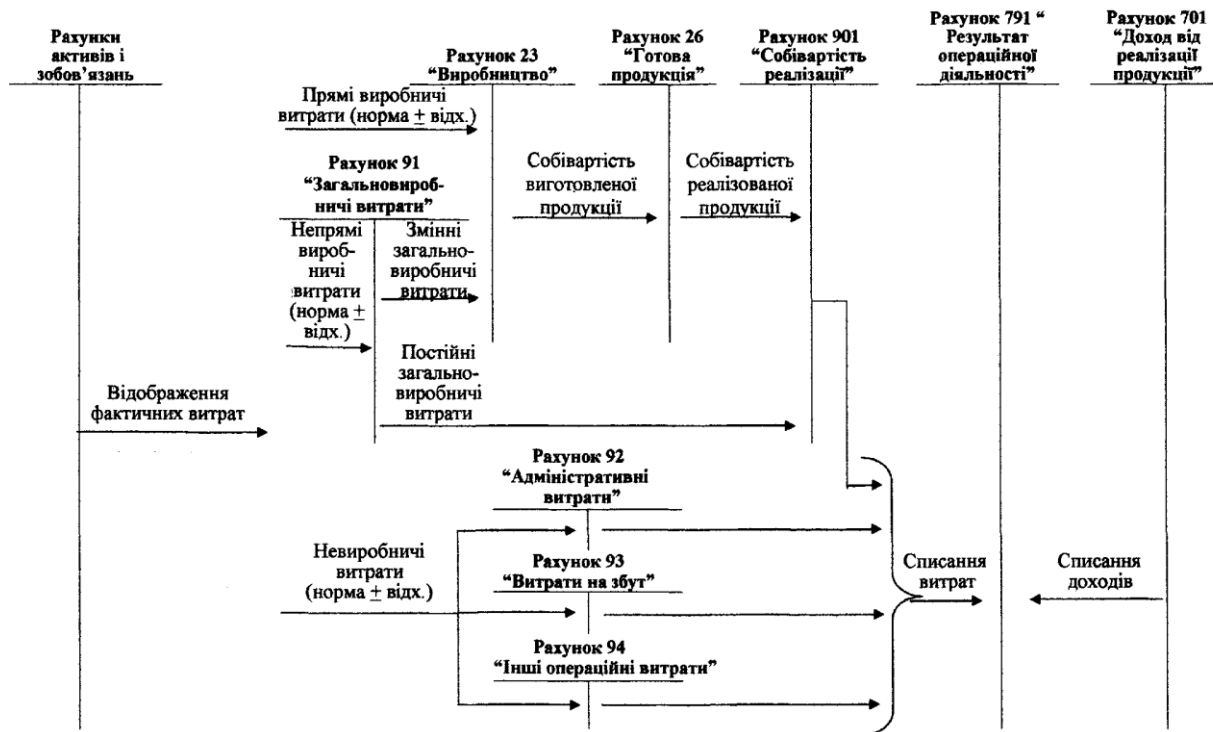 Рахунки
активів і
зобов’язань
Рахунок 23
“Виробництво”
Рахунок 26
“Готова
продукція”
Рахунок 901
“Собівартість
реалізації”
Рахунок 791 “
Результат
операційної
діяльності”
Рахунок 701
“Доход від
реалізації
продукції”
Прямі виробничі
витрати (норма ± відх.)
Рахунок 91
“Загальновироб-
ничі витрати”
Собівартість
виготовленої
продукції
Собівартість
реалізованої
продукції
Непрямі
вироб-
ничі
витрати
(норма ±
відх.)
Змінні
загально-
виробничі
витрати
Постійні
загально-
виробничі
витрати
Відображення
фактичних витрат
Рахунок 92
“Адміністративні
витрати”
Невиробничі
витрати
(норма ± відх.)
Рахунок 93
“Витрати на збут”
Рахунок 94
“Інші операційні витрати”
Списання
витрат
Списання
доходів